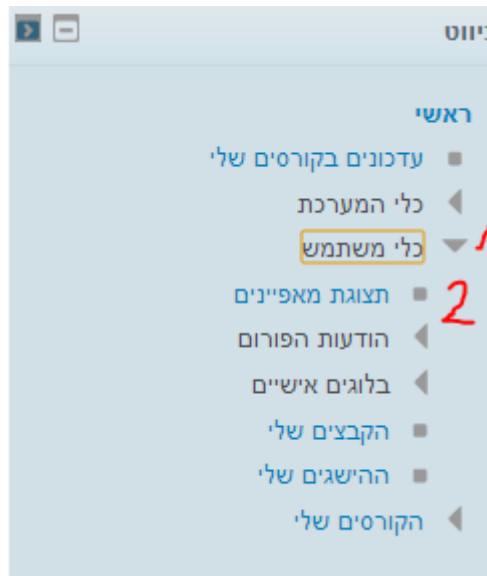 ראשי
עדכונים בקורסים שלי
כלי המערכת
כלי משתמש
תצוגת מאפיינים
2
הודעות הפורום
בלוגים אישיים
הקבצים שלי
ההישגים שלי
הקורסים שלי